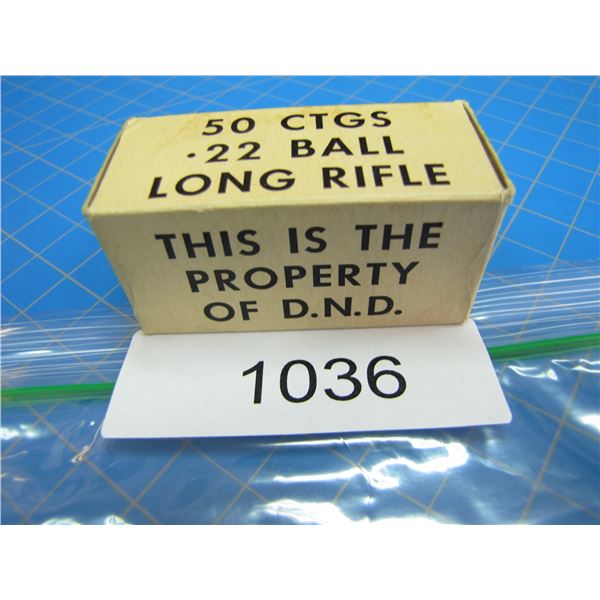 50 CTGS
.22 BALL
LONG RIFLE
THIS IS THE
PROPERTY
OF D.N.D.
1036